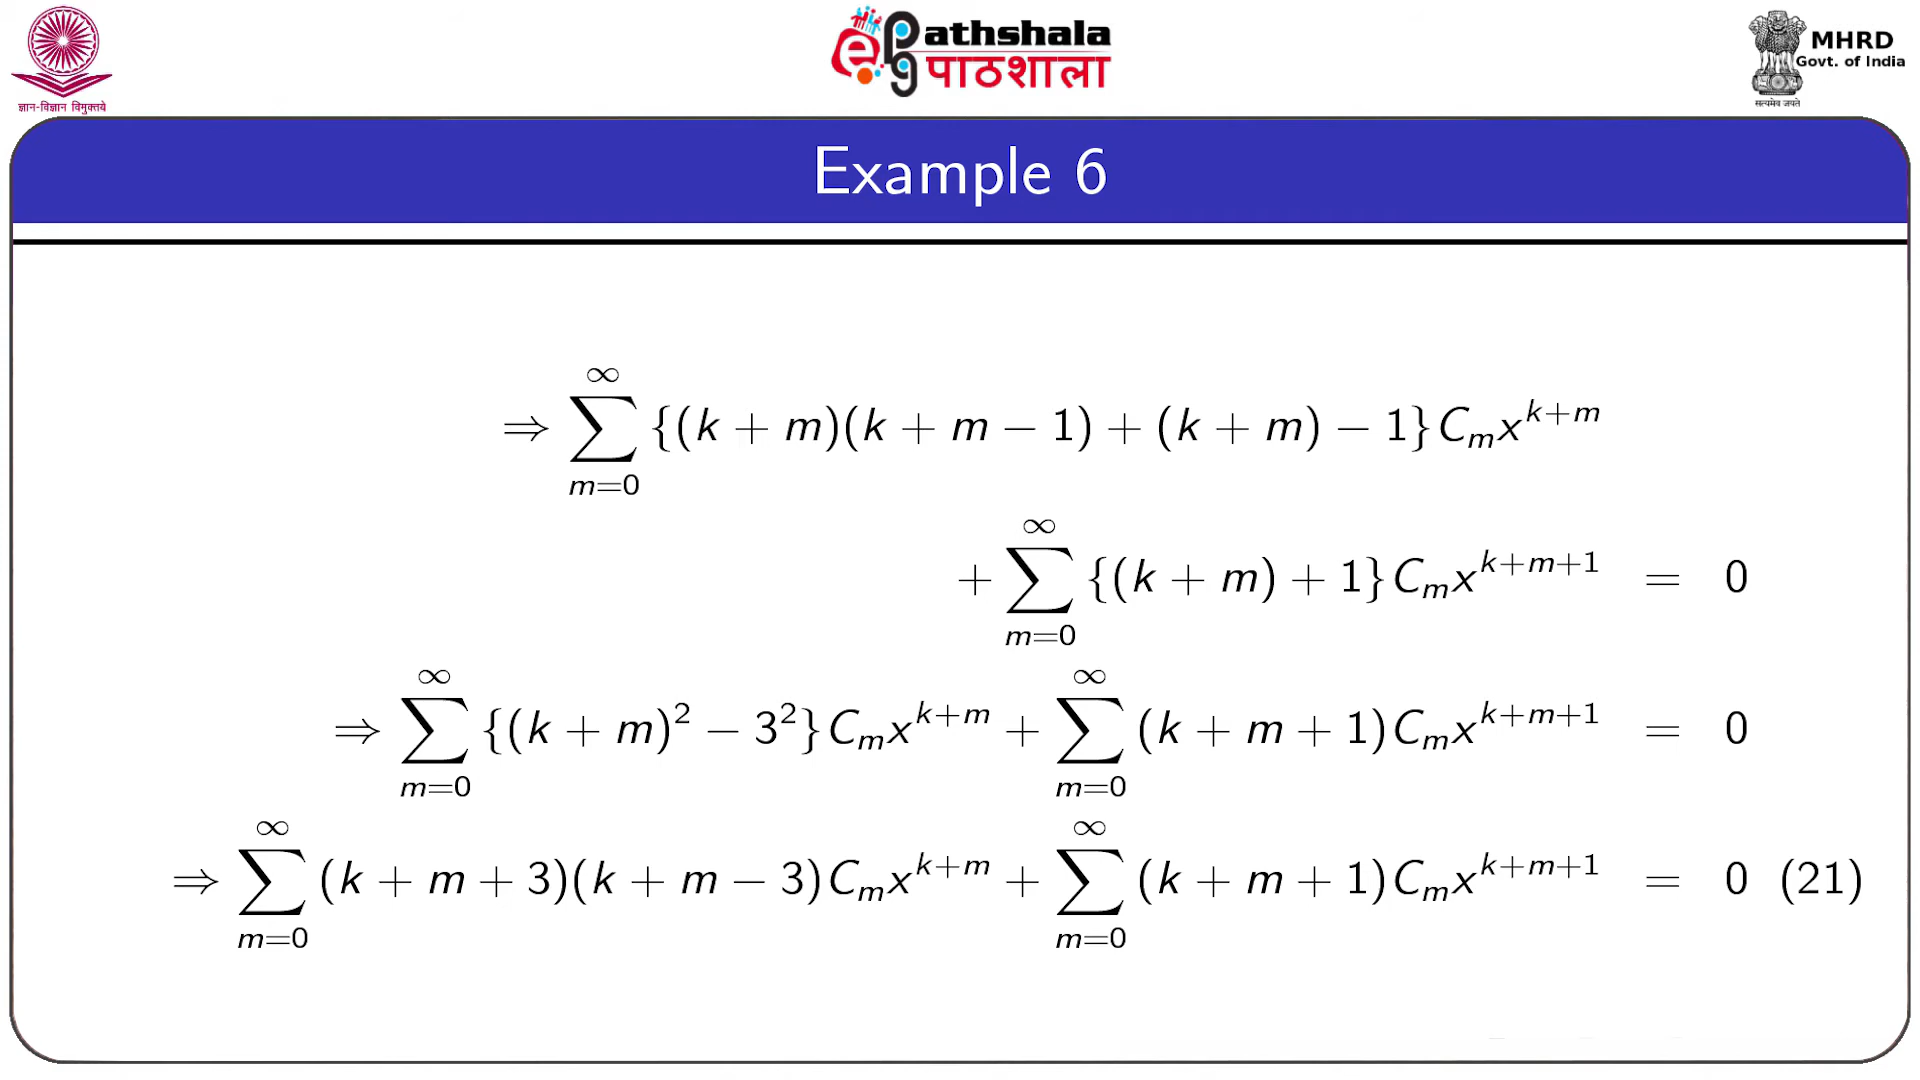 ज्ञान-विज्ञान विमुक्तये
e PG Pathshala
पाठशाला
सत्यमेव जयते
MHRD
Govt. of India
Example 6
⇒ ∑_{m=0}^{∞} {(k + m)(k + m − 1) + (k + m) − 1} C_m x^{k+m}
+ ∑_{m=0}^{∞} {(k + m) + 1} C_m x^{k+m+1} = 0
⇒ ∑_{m=0}^{∞} {(k + m)² − 3²} C_m x^{k+m} + ∑_{m=0}^{∞} (k + m + 1) C_m x^{k+m+1} = 0
⇒ ∑_{m=0}^{∞} (k + m + 3)(k + m − 3) C_m x^{k+m} + ∑_{m=0}^{∞} (k + m + 1) C_m x^{k+m+1} = 0 (21)